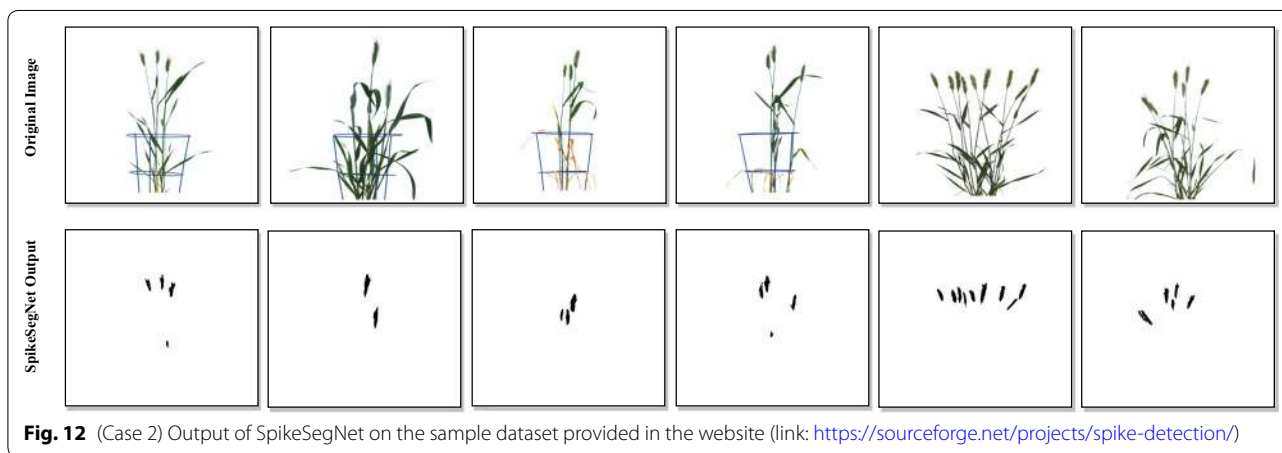 Original Image
SpikeSegNet Output
Fig. 12 (Case 2) Output of SpikeSegNet on the sample dataset provided in the website (link: https://sourceforge.net/projects/spike-detection/)